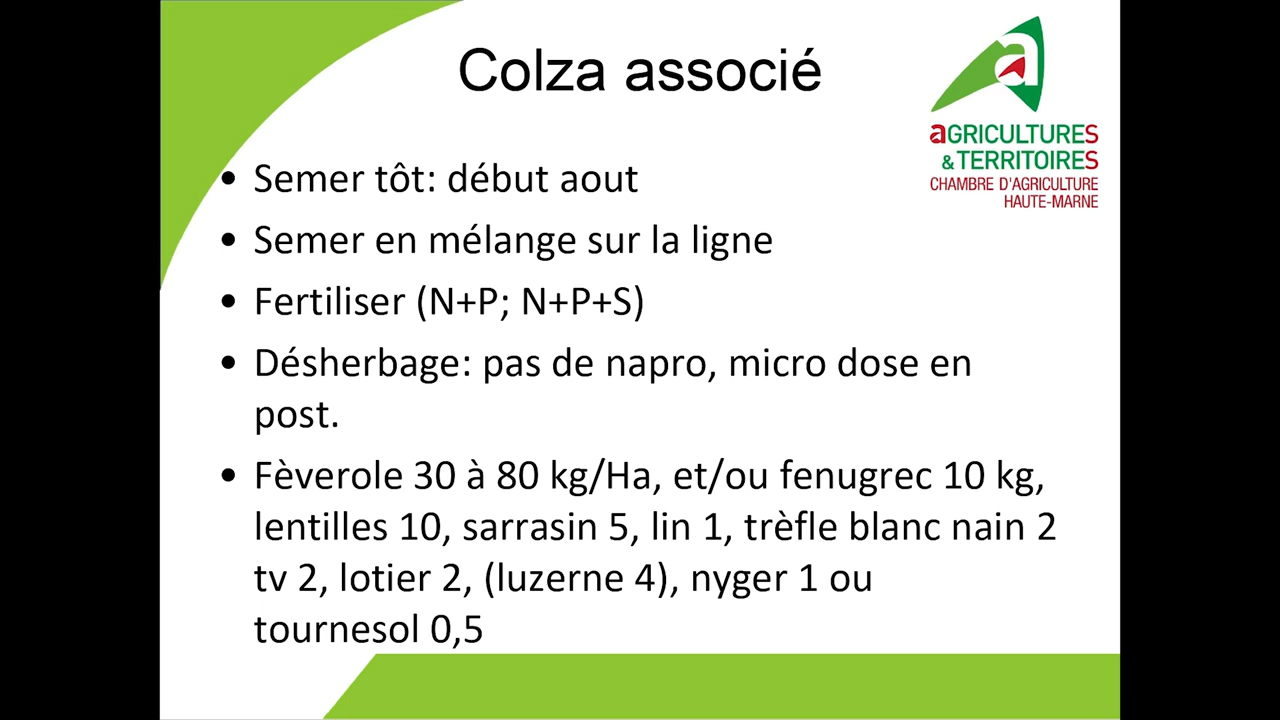 Colza associé
aGRICULTURES
& TERRITOIRES
CHAMBRE D'AGRICULTURE
HAUTE-MARNE
• Semer tôt: début aout
• Semer en mélange sur la ligne
• Fertiliser (N+P; N+P+S)
• Désherbage: pas de napro, micro dose en
post.
• Fèverole 30 à 80 kg/Ha, et/ou fenugrec 10 kg,
lentilles 10, sarrasin 5, lin 1, trèfle blanc nain 2
tv 2, lotier 2, (luzerne 4), nyger 1 ou
tournesol 0,5